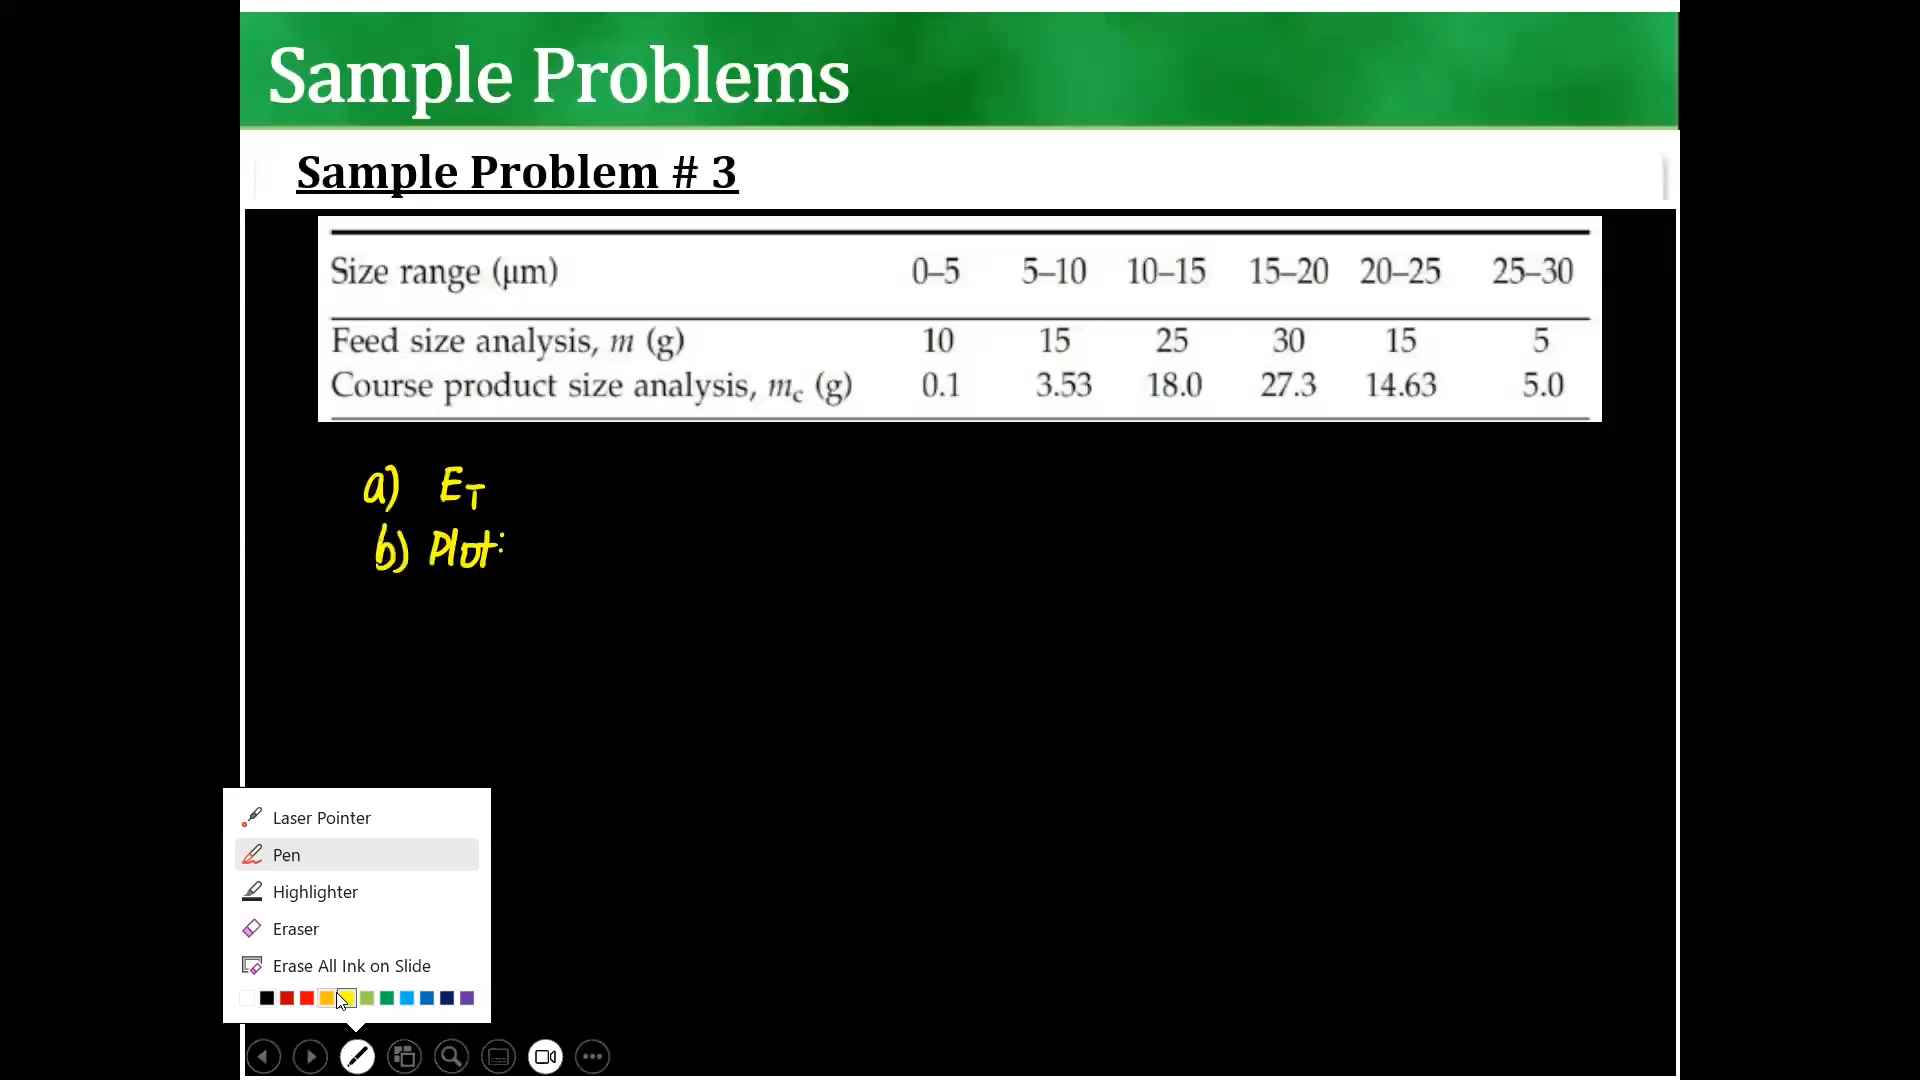 Sample Problems
Sample Problem # 3
Size range (μm) 0–5 5–10 10–15 15–20 20–25 25–30
Feed size analysis, m (g) 10 15 25 30 15 5
Course product size analysis, mc (g) 0.1 3.53 18.0 27.3 14.63 5.0
a) ET
b) Plot:
Laser Pointer
Pen
Highlighter
Eraser
Erase All Ink on Slide